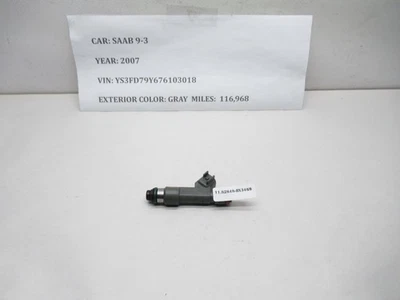 CAR: SAAB 9-3
YEAR: 2007
VIN: YS3FD79Y676103018
EXTERIOR COLOR: GRAY MILES: 116,968